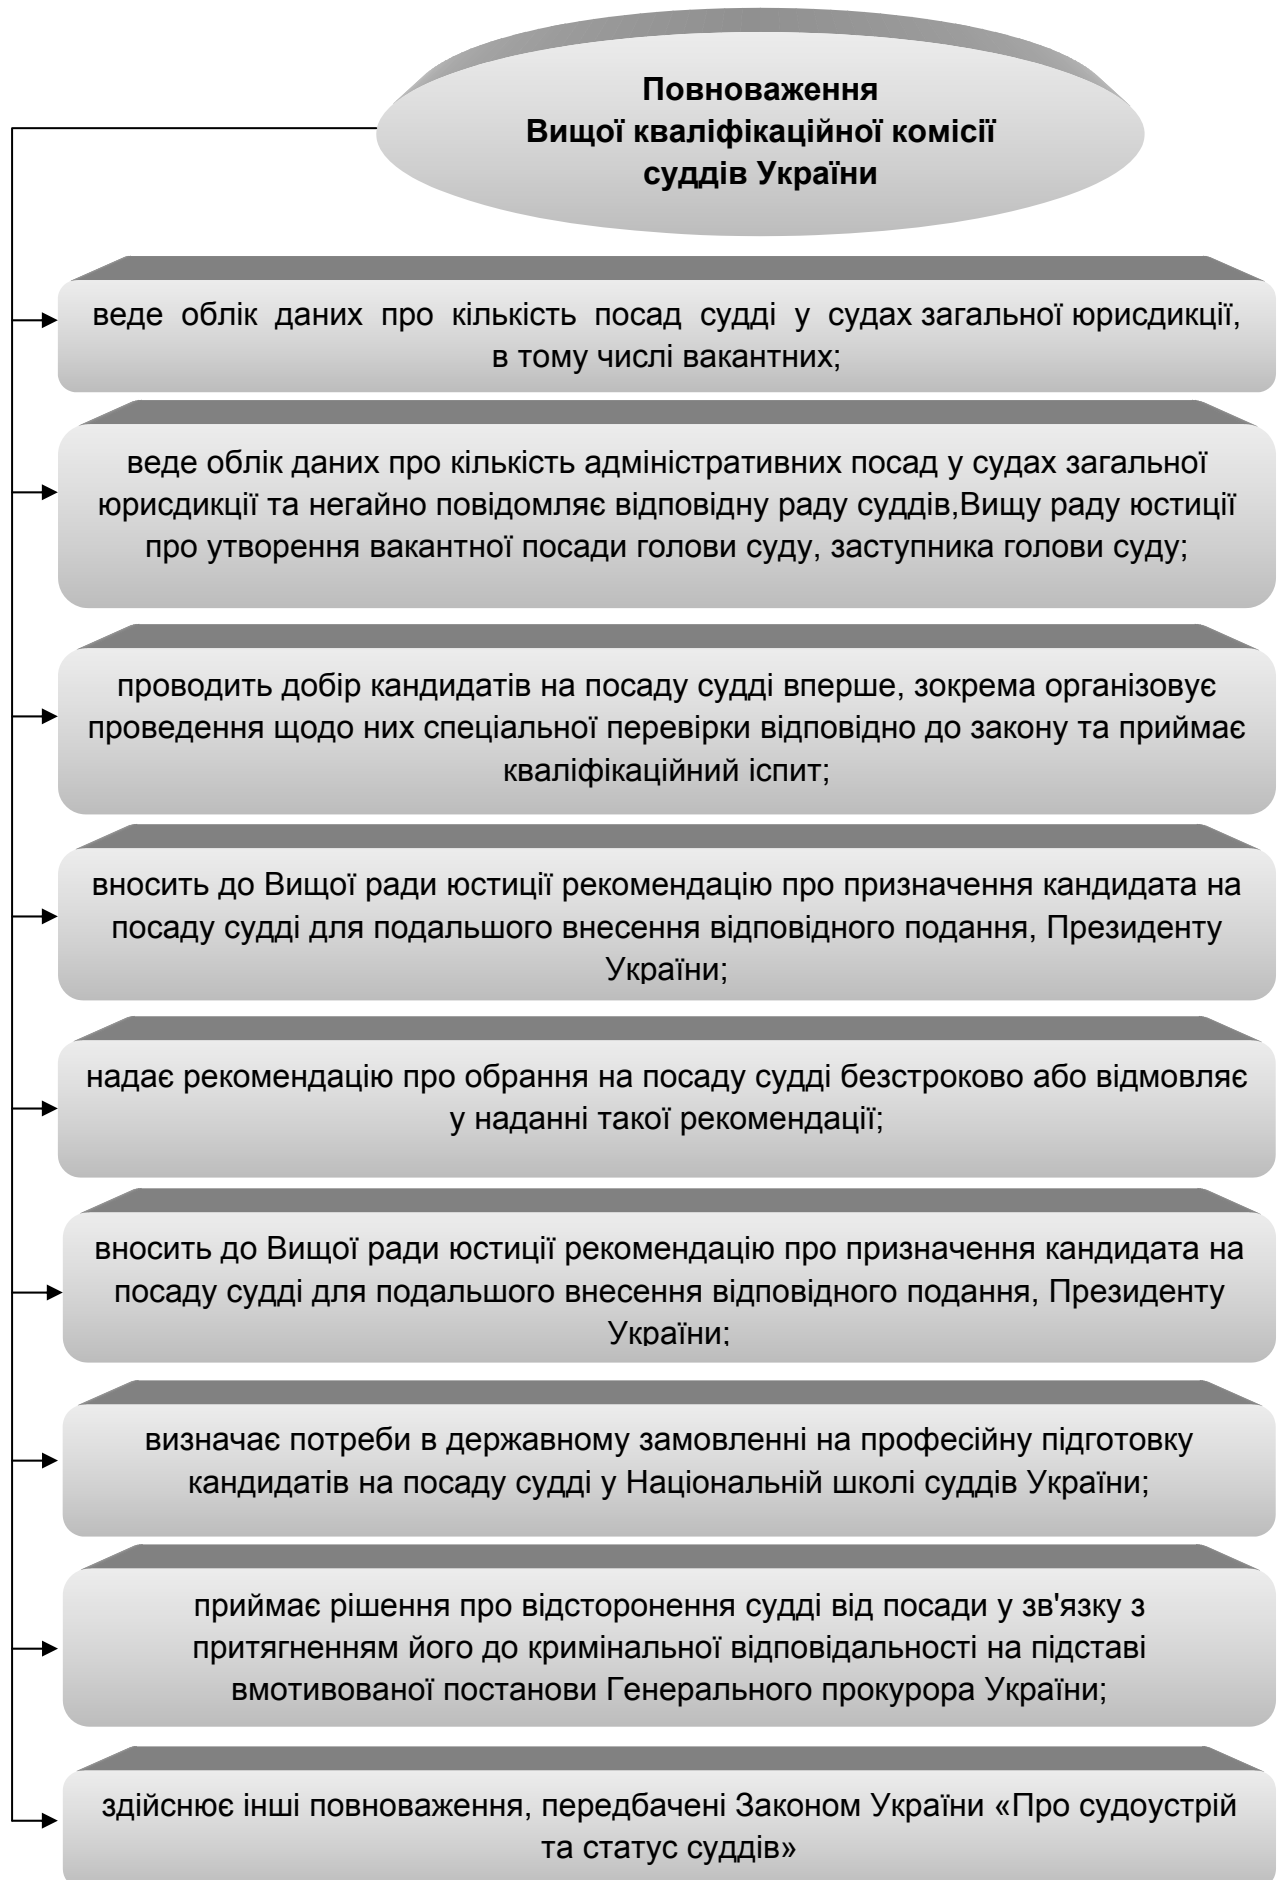 Повноваження
Вищої кваліфікаційної комісії
суддів України
веде облік даних про кількість посад судді у судах загальної юрисдикції,
в тому числі вакантних;
веде облік даних про кількість адміністративних посад у судах загальної
юрисдикції та негайно повідомляє відповідну раду суддів,Вищу раду юстиції
про утворення вакантної посади голови суду, заступника голови суду;
проводить добір кандидатів на посаду судді вперше, зокрема організовує
проведення щодо них спеціальної перевірки відповідно до закону та приймає
кваліфікаційний іспит;
вносить до Вищої ради юстиції рекомендацію про призначення кандидата на
посаду судді для подальшого внесення відповідного подання, Президенту
України;
надає рекомендацію про обрання на посаду судді безстроково або відмовляє
у наданні такої рекомендації;
вносить до Вищої ради юстиції рекомендацію про призначення кандидата на
посаду судді для подальшого внесення відповідного подання, Президенту
України;
визначає потреби в державному замовленні на професійну підготовку
кандидатів на посаду судді у Національній школі суддів України;
приймає рішення про відсторонення судді від посади у зв'язку з
притягненням його до кримінальної відповідальності на підставі
вмотивованої постанови Генерального прокурора України;
здійснює інші повноваження, передбачені Законом України «Про судоустрій
та статус суддів»